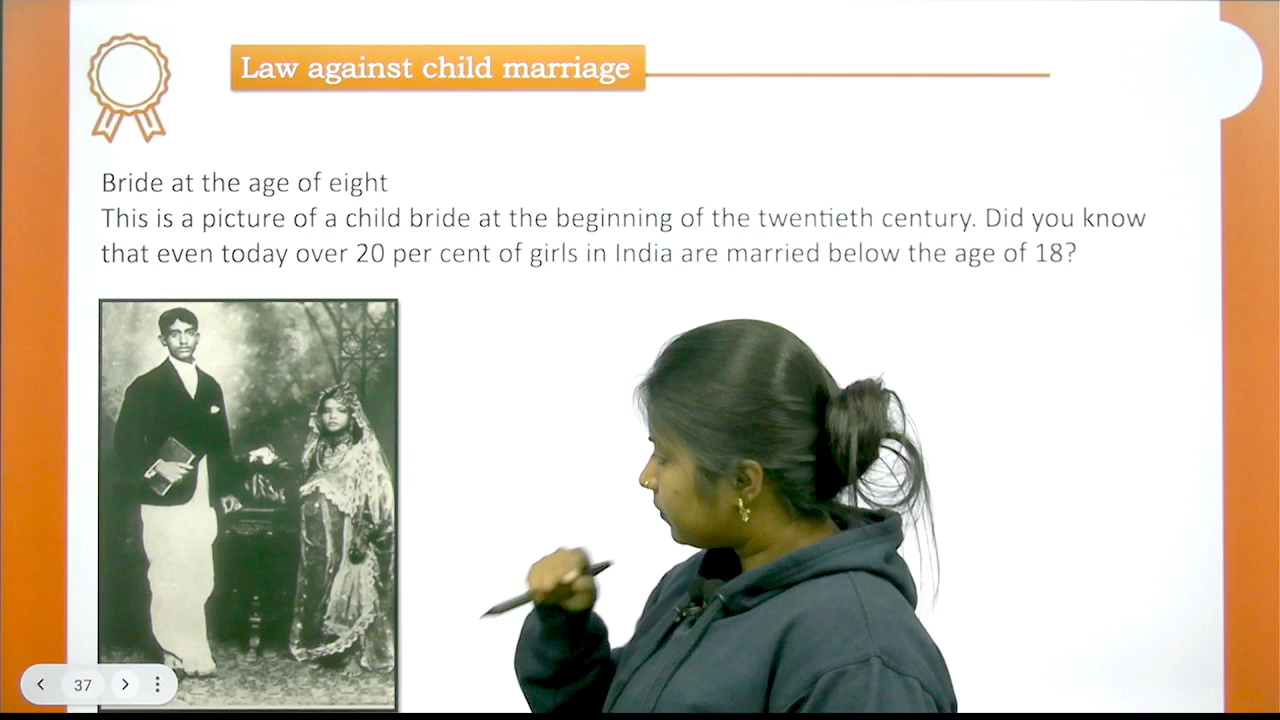 Law against child marriage
Bride at the age of eight
This is a picture of a child bride at the beginning of the twentieth century. Did you know
that even today over 20 per cent of girls in India are married below the age of 18?
37